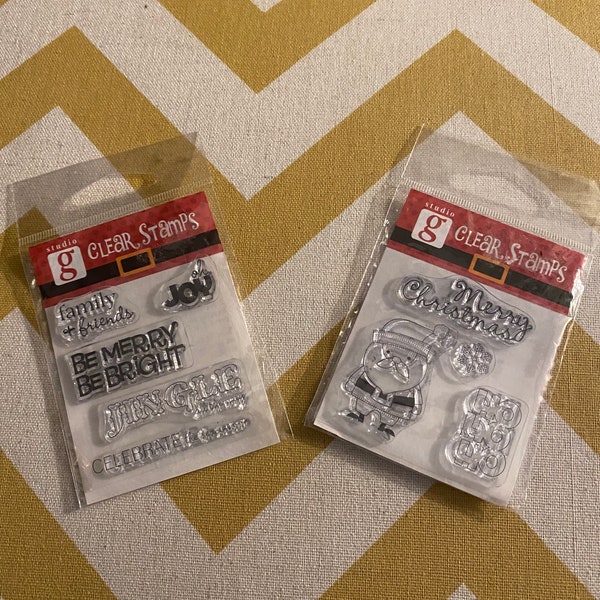 studio
g
CLEAR STAMPS
family
+ friends
JOY
BE MERRY
BE BRIGHT
JINGLE
CELEBRATE
studio
g
CLEAR STAMPS
Merry
Christmas